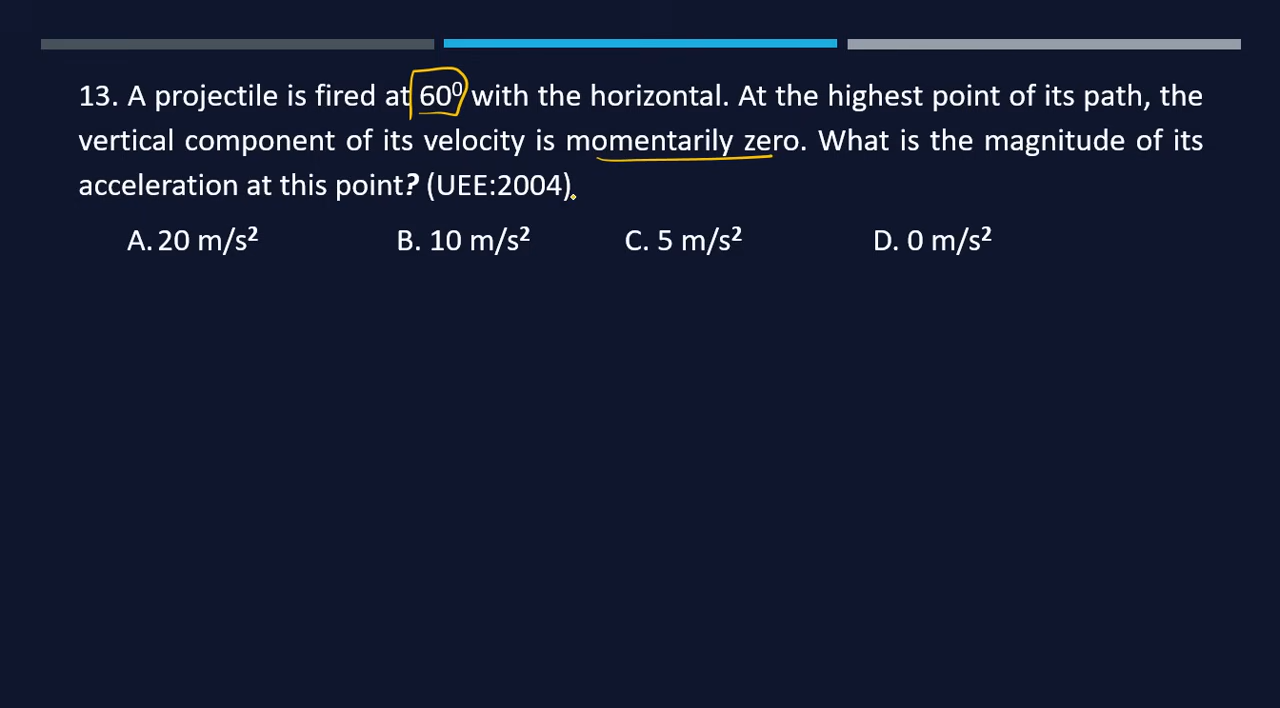 13. A projectile is fired at 60⁰ with the horizontal. At the highest point of its path, the
vertical component of its velocity is momentarily zero. What is the magnitude of its
acceleration at this point? (UEE:2004).
A. 20 m/s² B. 10 m/s² C. 5 m/s² D. 0 m/s²